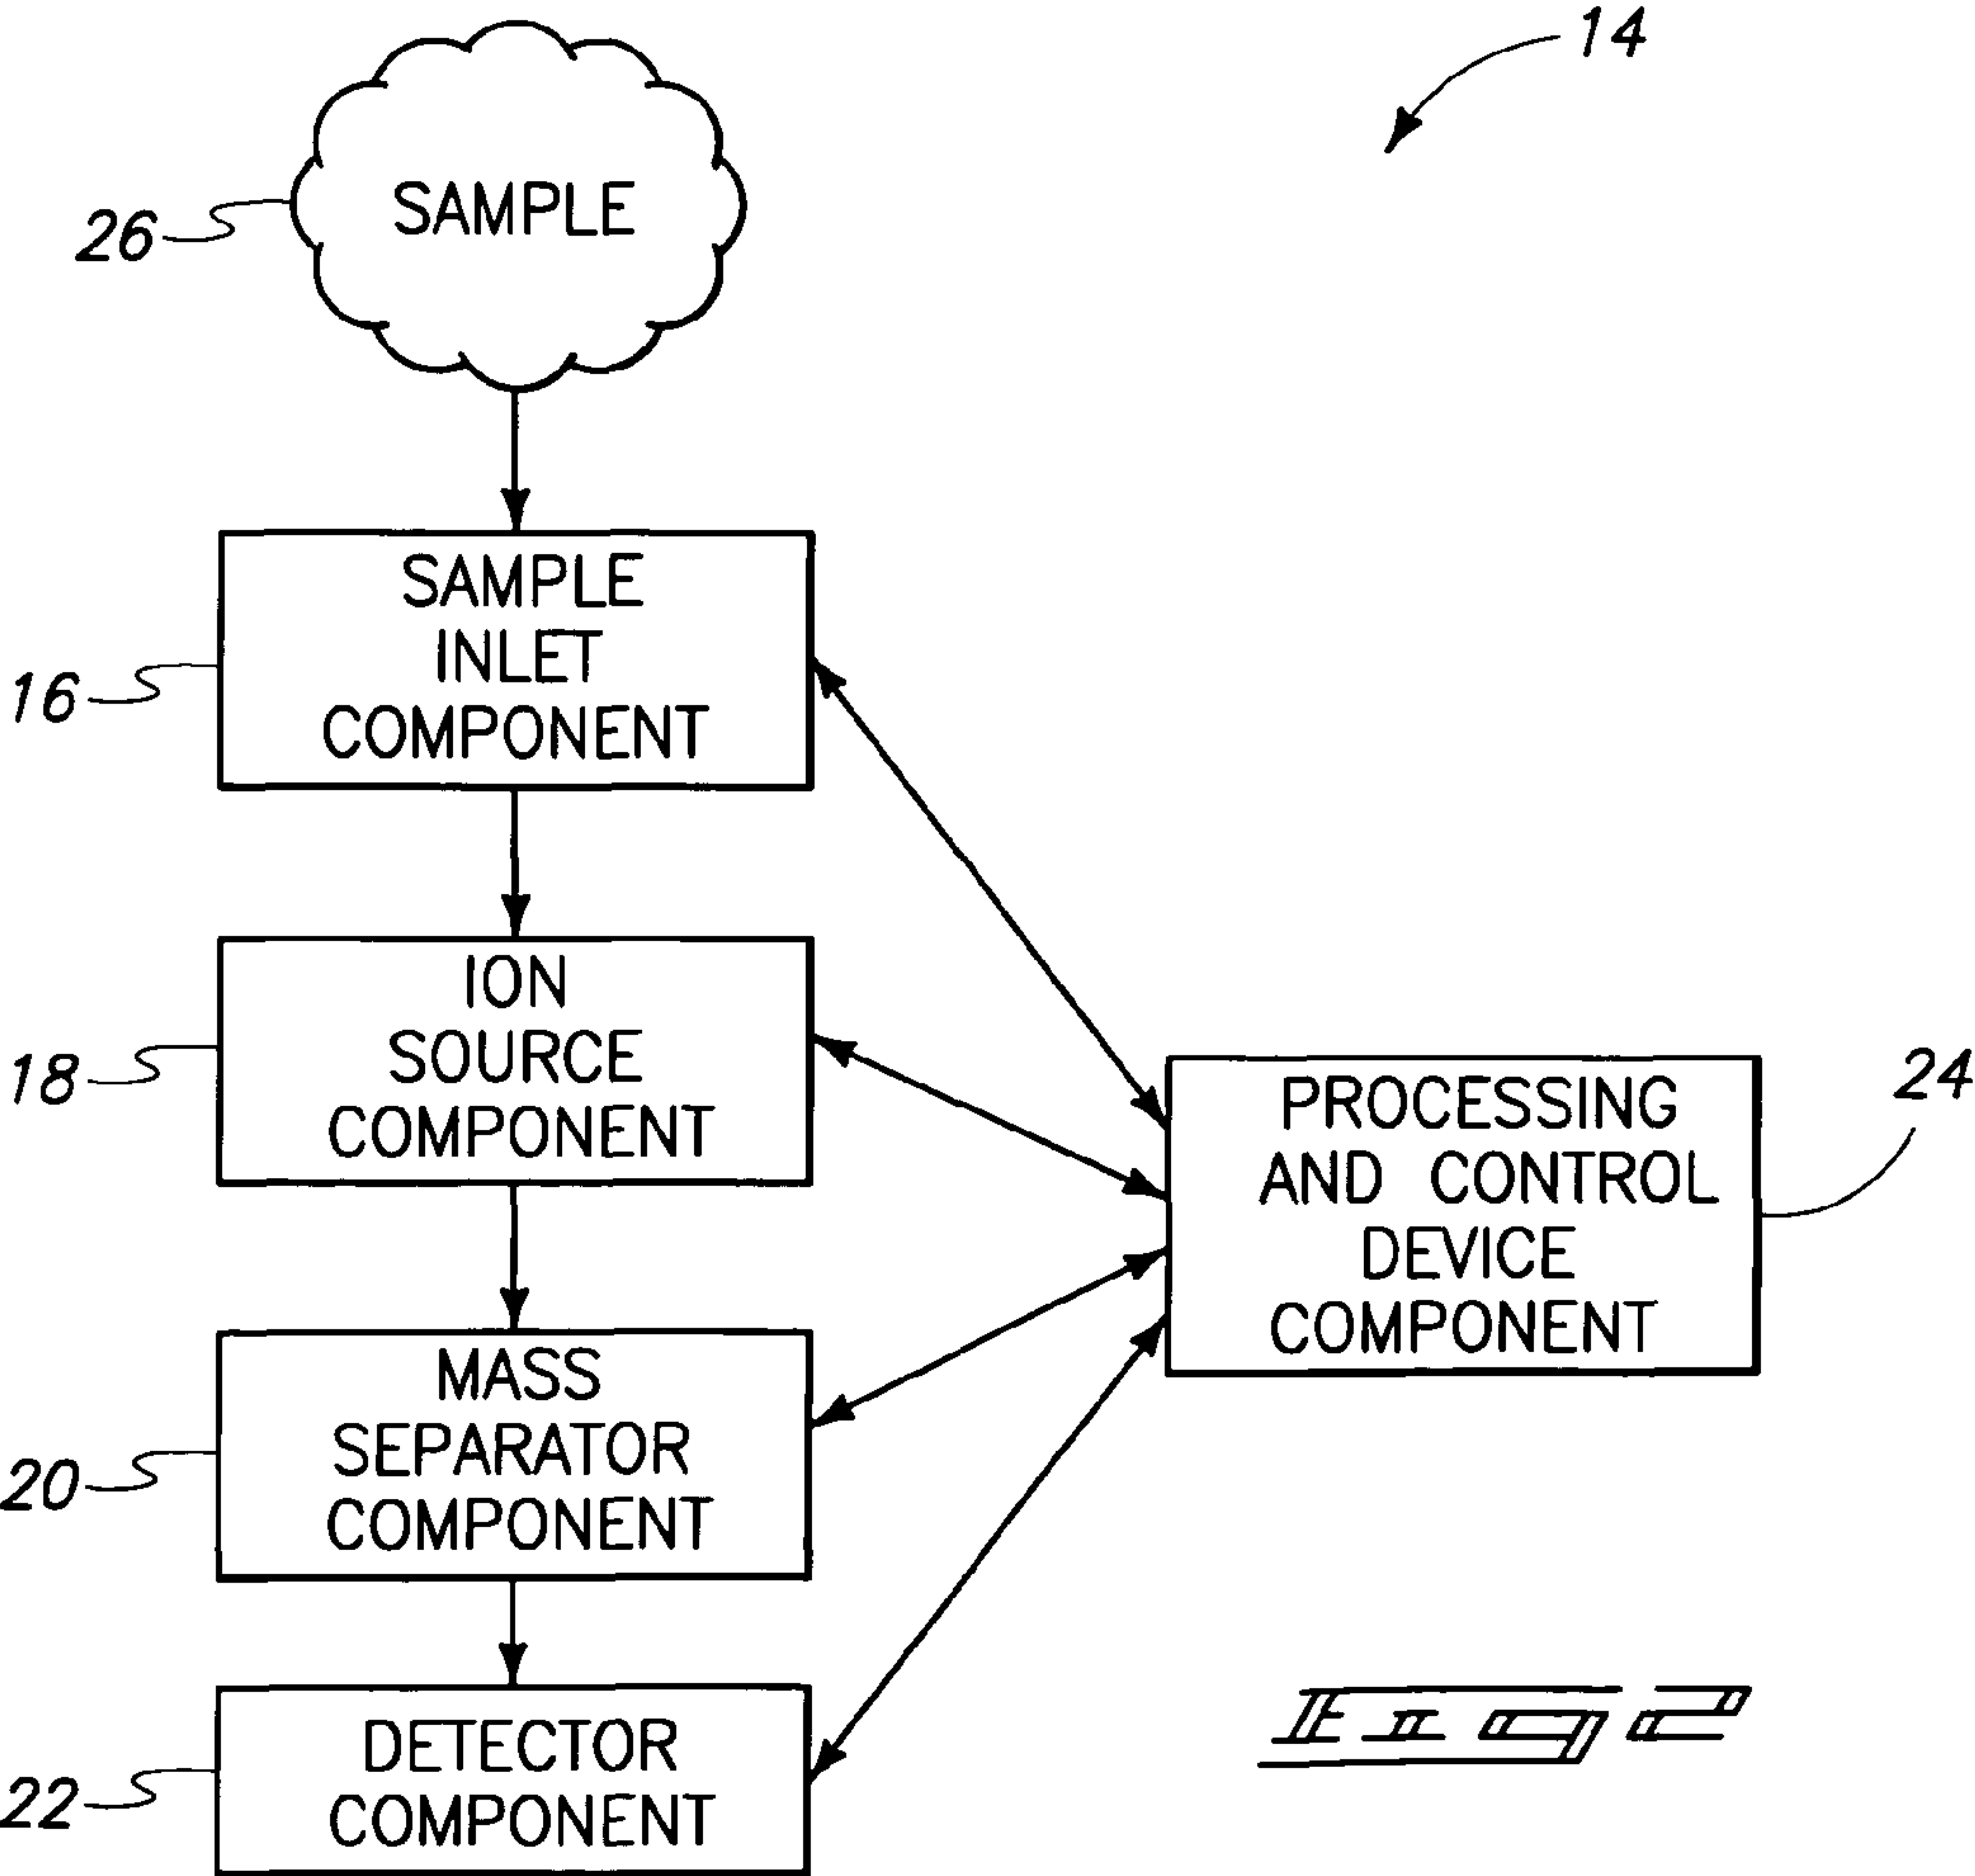 14
SAMPLE
26
SAMPLE
INLET
COMPONENT
16
ION
SOURCE
COMPONENT
18
PROCESSING
AND CONTROL
DEVICE
COMPONENT
24
MASS
SEPARATOR
COMPONENT
20
DETECTOR
COMPONENT
22
FIG 2